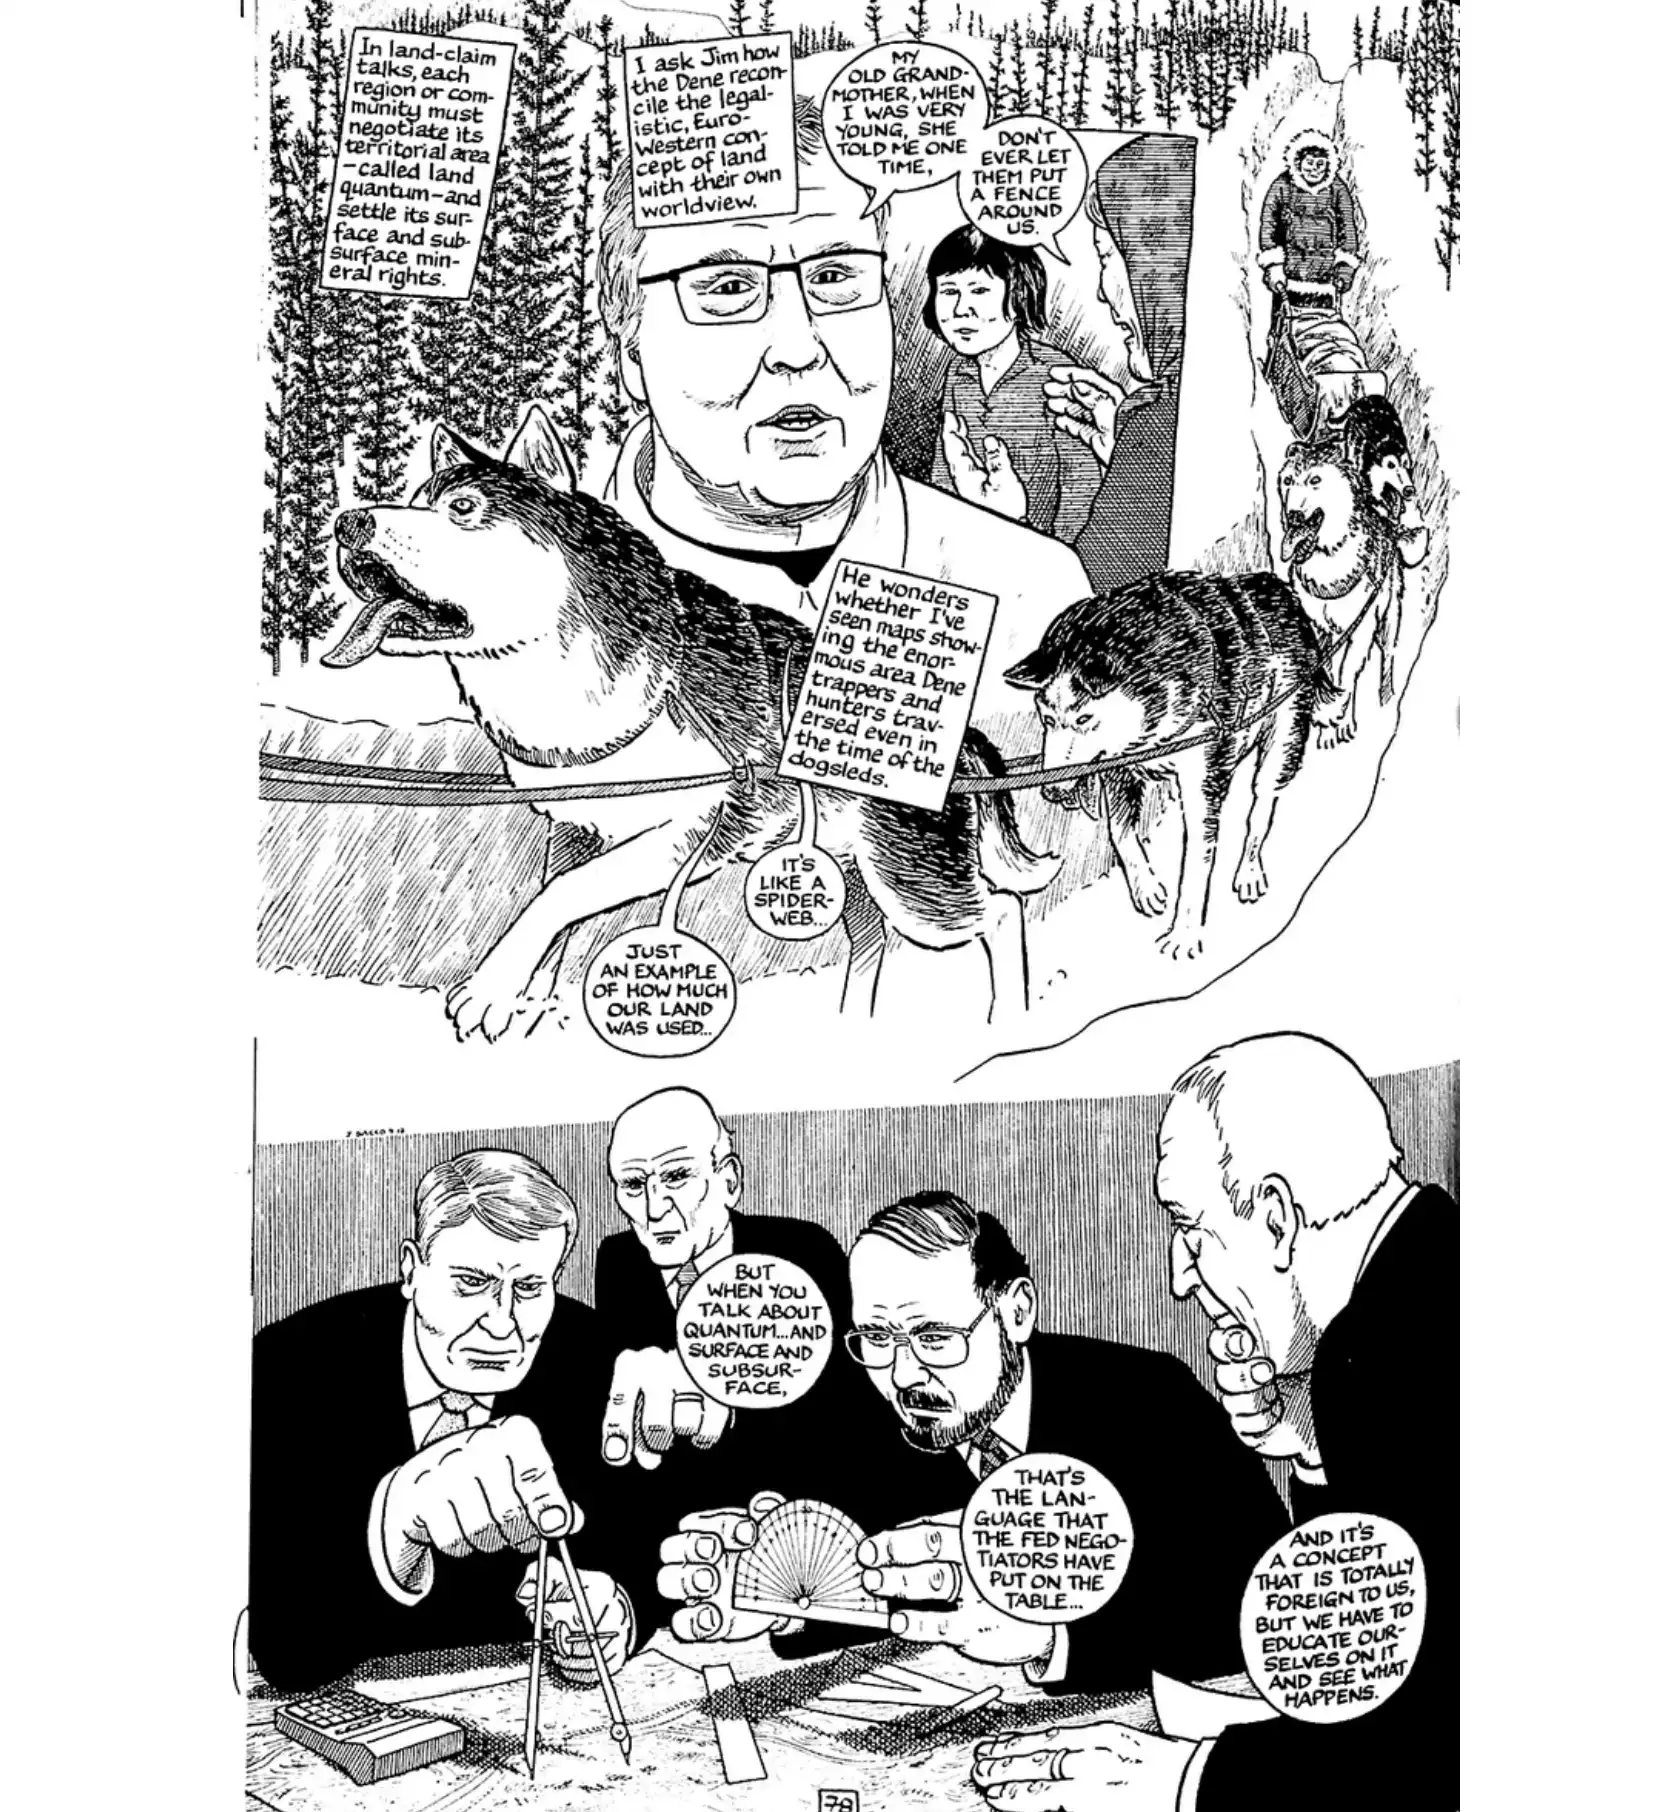 In land-claim
talks, each
region or com-
munity must
negotiate its
territorial area
-called land
quantum-and
settle its sur-
face and sub-
surface min-
eral rights.
I ask Jim how
the Dene recon-
cile the legal-
istic, Euro-
Western con-
cept of land
with their own
worldview.
MY
OLD GRAND-
MOTHER, WHEN
I WAS VERY
YOUNG, SHE
TOLD ME ONE
TIME,
DON'T
EVER LET
THEM PUT
A FENCE
AROUND
US.
He wonders
whether I've
seen maps show-
ing the enor-
mous area Dene
trappers and
hunters trav-
ersed even in
the time of the
dogsleds.
IT'S
LIKE A
SPIDER-
WEB...
JUST
AN EXAMPLE
OF HOW MUCH
OUR LAND
WAS USED...
J. SACCO 9.12
BUT
WHEN YOU
TALK ABOUT
QUANTUM...AND
SURFACE AND
SUBSUR-
FACE,
THAT'S
THE LAN-
GUAGE THAT
THE FED NEGO-
TIATORS HAVE
PUT ON THE
TABLE...
AND IT'S
A CONCEPT
THAT IS TOTALLY
FOREIGN TO US,
BUT WE HAVE TO
EDUCATE OUR-
SELVES ON IT
AND SEE WHAT
HAPPENS.
78